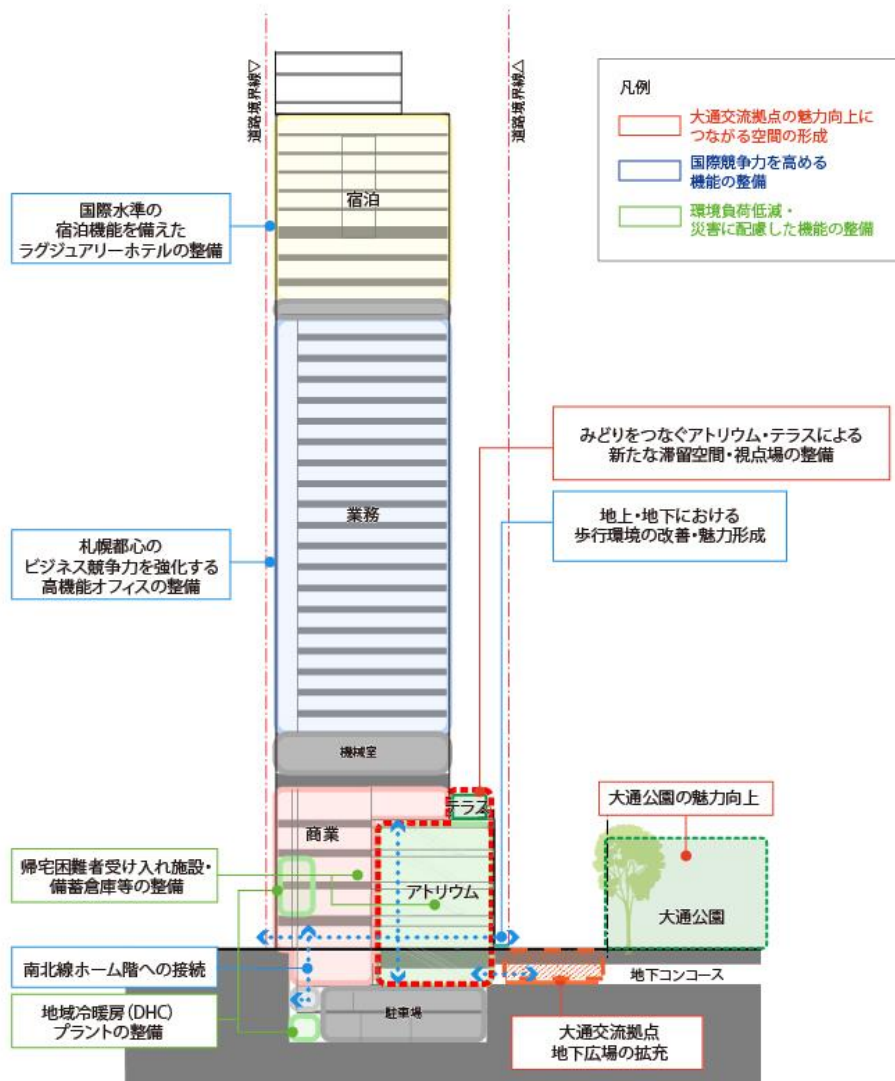 道路境界線▽
道路境界線△
凡例
大通交流拠点の魅力向上に
つながる空間の形成
国際競争力を高める
機能の整備
環境負荷低減・
災害に配慮した機能の整備
宿泊
国際水準の
宿泊機能を備えた
ラグジュアリーホテルの整備
みどりをつなぐアトリウム・テラスによる
新たな滞留空間・視点場の整備
業務
地上・地下における
歩行環境の改善・魅力形成
札幌都心の
ビジネス競争力を強化する
高機能オフィスの整備
機械室
テラス
大通公園の魅力向上
商業
帰宅困難者受け入れ施設・
備蓄倉庫等の整備
アトリウム
大通公園
南北線ホーム階への接続
地下コンコース
地域冷暖房(DHC)
プラントの整備
駐車場
大通交流拠点
地下広場の拡充